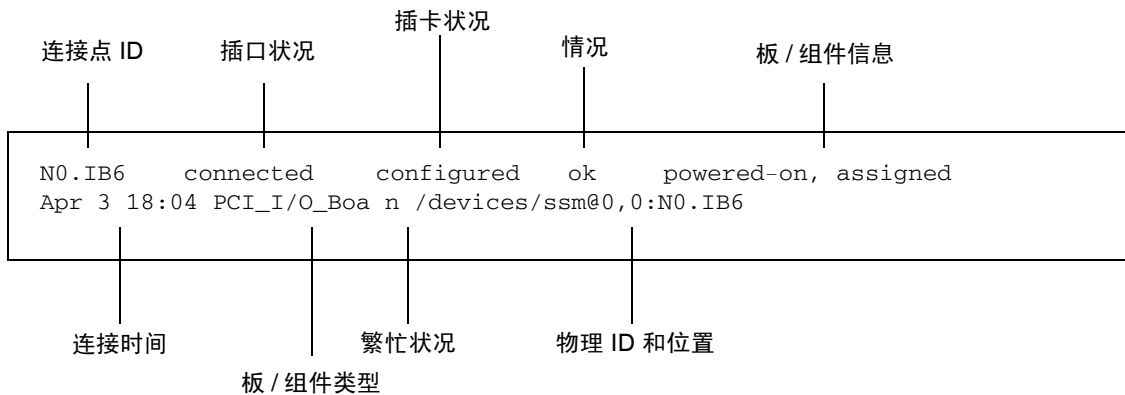 插卡状况
连接点 ID 插口状况 情况 板 / 组件信息
N0.IB6 connected configured ok powered-on, assigned
Apr 3 18:04 PCI_I/O_Boa n /devices/ssm@0,0:N0.IB6
连接时间 繁忙状况 物理 ID 和位置
板 / 组件类型